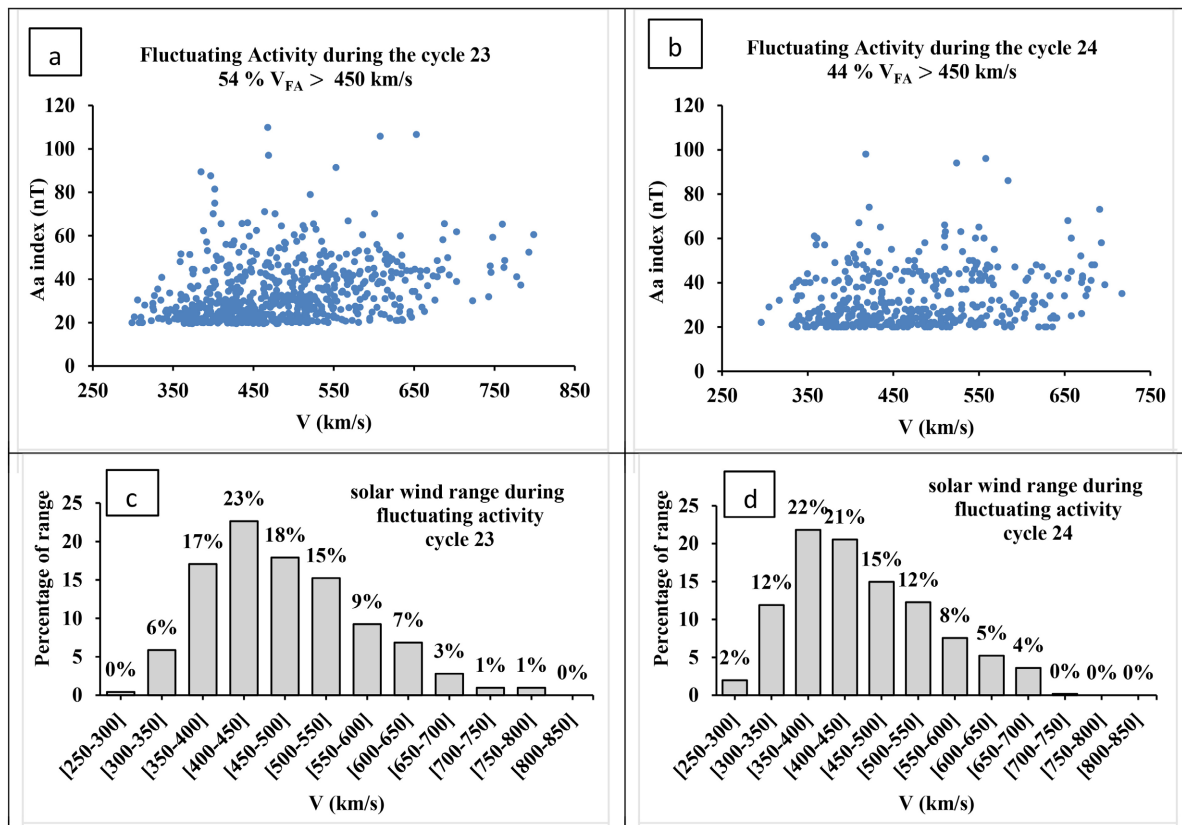 a
Fluctuating Activity during the cycle 23
54 % V_FA > 450 km/s
Aa index (nT)
120
100
80
60
40
20
0
250 350 450 550 650 750 850
V (km/s)
b
Fluctuating Activity during the cycle 24
44 % V_FA > 450 km/s
Aa index (nT)
120
100
80
60
40
20
0
250 350 450 550 650 750
V (km/s)
c
solar wind range during
fluctuating activity
cycle 23
Percentage of range
25
20
15
10
5
0
0% 6% 17% 23% 18% 15% 9% 7% 3% 1% 1% 0%
[250-300] [300-350] [350-400] [400-450] [450-500] [500-550] [550-600] [600-650] [650-700] [700-750] [750-800] [800-850]
V (km/s)
d
solar wind range during
fluctuating activity
cycle 24
Percentage of range
25
20
15
10
5
0
2% 12% 22% 21% 15% 12% 8% 5% 4% 0% 0% 0%
[250-300] [300-350] [350-400] [400-450] [450-500] [500-550] [550-600] [600-650] [650-700] [700-750] [750-800] [800-850]
V (km/s)